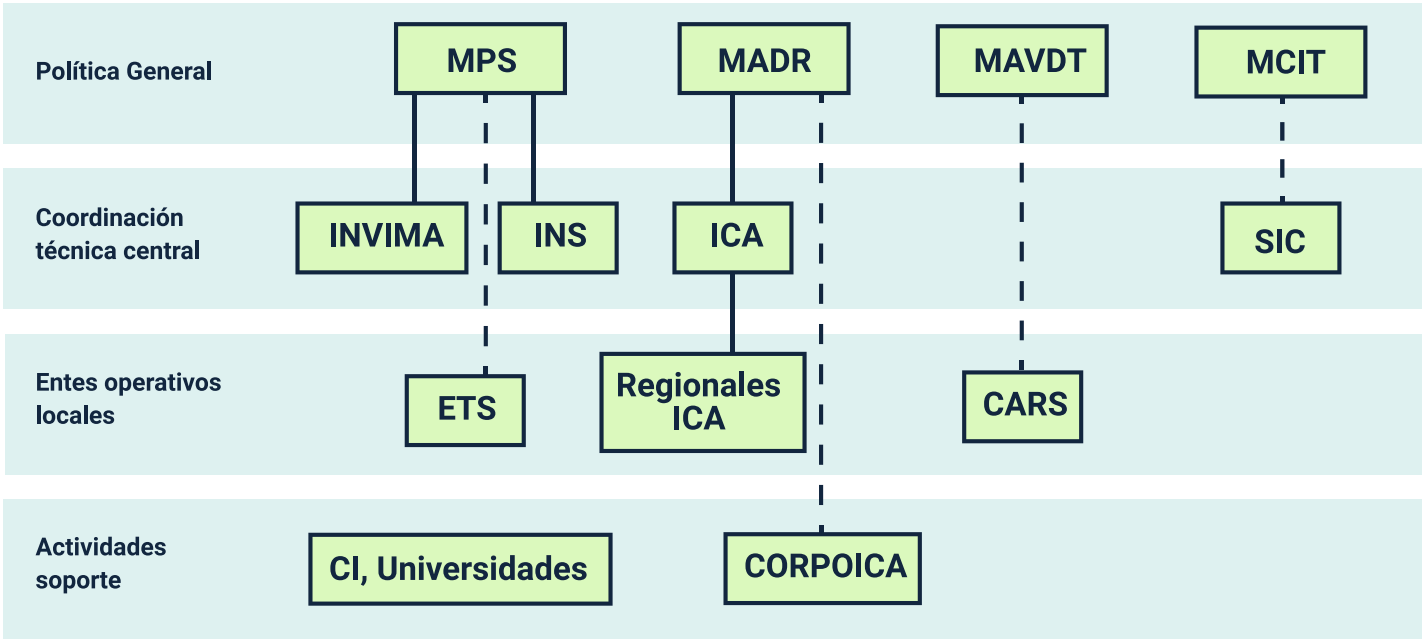 Política General
MPS
MADR
MAVDT
MCIT
Coordinación
técnica central
INVIMA
INS
ICA
SIC
Entes operativos
locales
ETS
Regionales
ICA
CARS
Actividades
soporte
CI, Universidades
CORPOICA